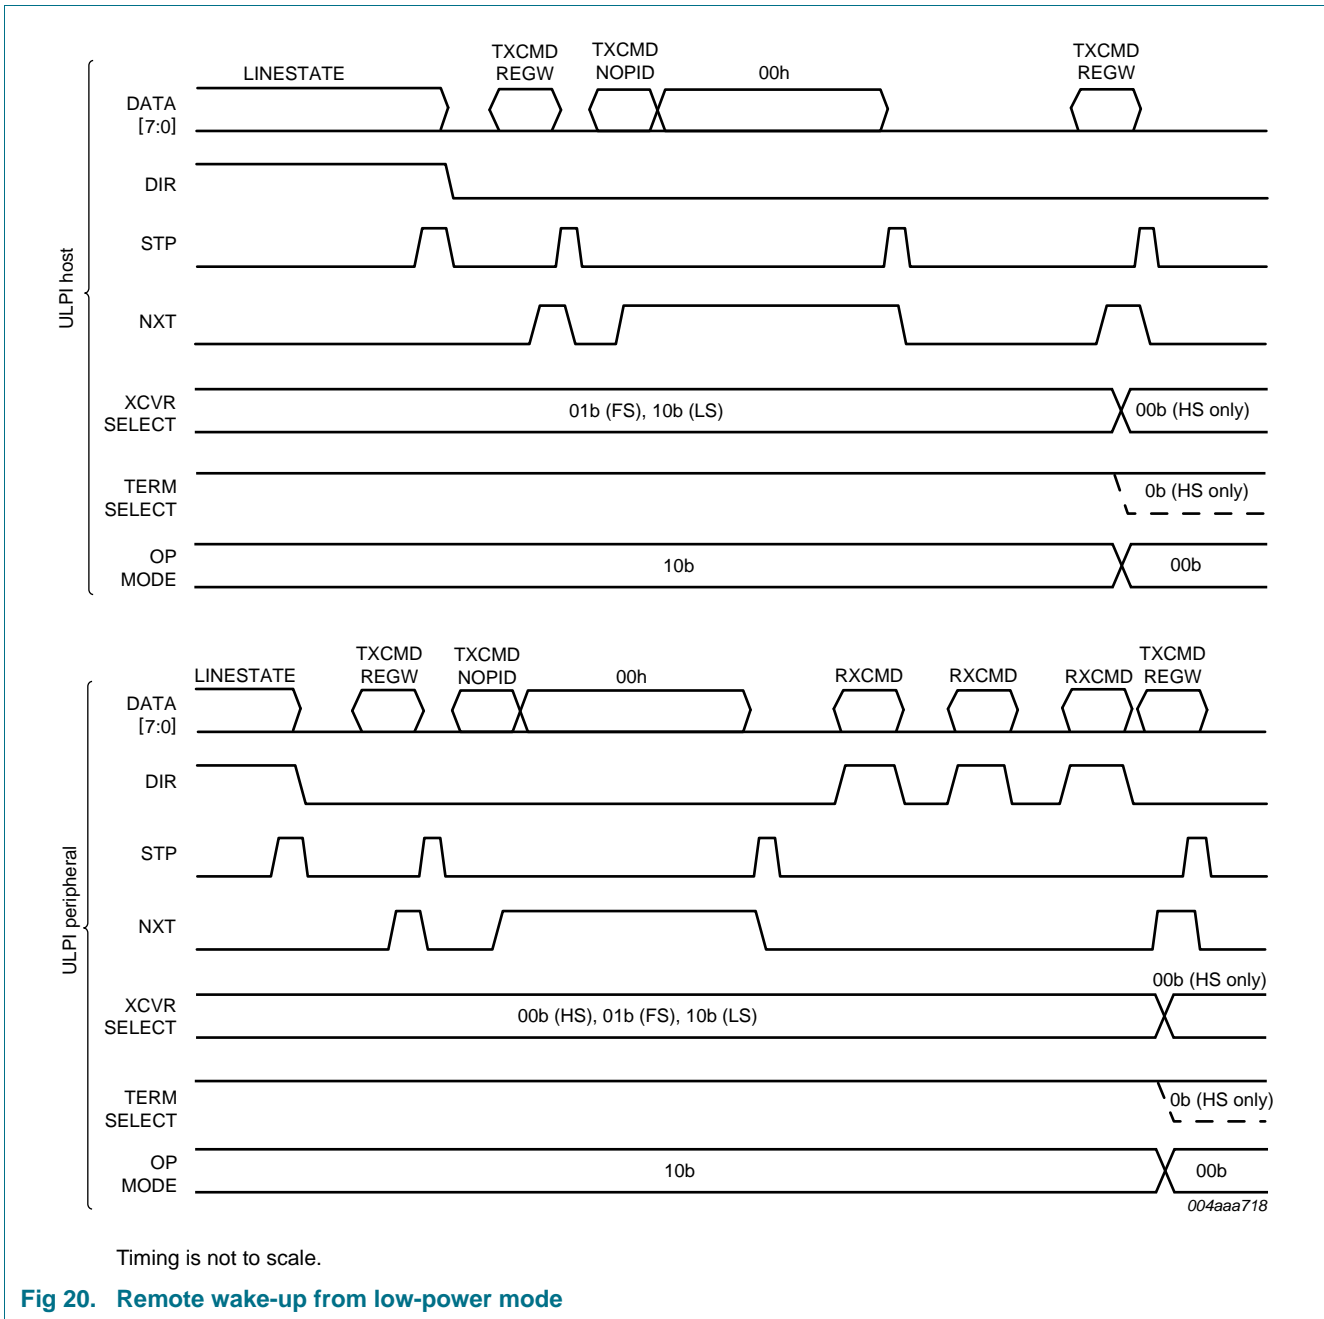 TXCMD TXCMD TXCMD
LINESTATE REGW NOPID 00h REGW
DATA
[7:0]
DIR
STP
ULPI host
NXT
XCVR
SELECT
01b (FS), 10b (LS) 00b (HS only)
TERM
SELECT
0b (HS only)
OP
MODE
10b 00b
TXCMD TXCMD TXCMD
LINESTATE REGW NOPID 00h RXCMD RXCMD RXCMD REGW
DATA
[7:0]
DIR
STP
ULPI peripheral
NXT
00b (HS only)
XCVR
SELECT
00b (HS), 01b (FS), 10b (LS)
TERM
SELECT
0b (HS only)
OP
MODE
10b 00b
004aaa718
Timing is not to scale.
Fig 20. Remote wake-up from low-power mode